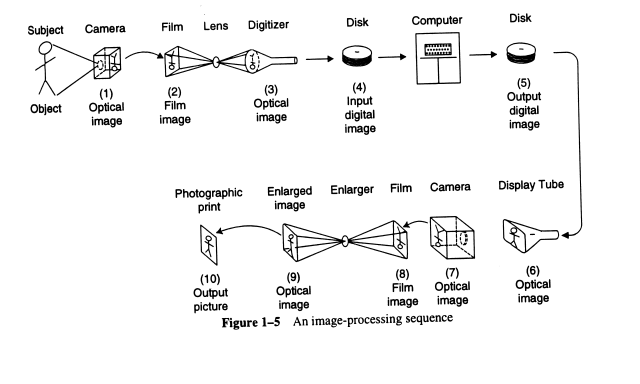 Subject Camera Film Lens Digitizer Disk Computer Disk
Object
(1) (2) (3) (4) (5)
Optical Film Optical Input Output
image image image digital digital
image image
Photographic Enlarged Enlarger Film Camera Display Tube
print image
(10) (9) (8) (7) (6)
Output Optical Film Optical Optical
picture image image image image
Figure 1–5 An image-processing sequence